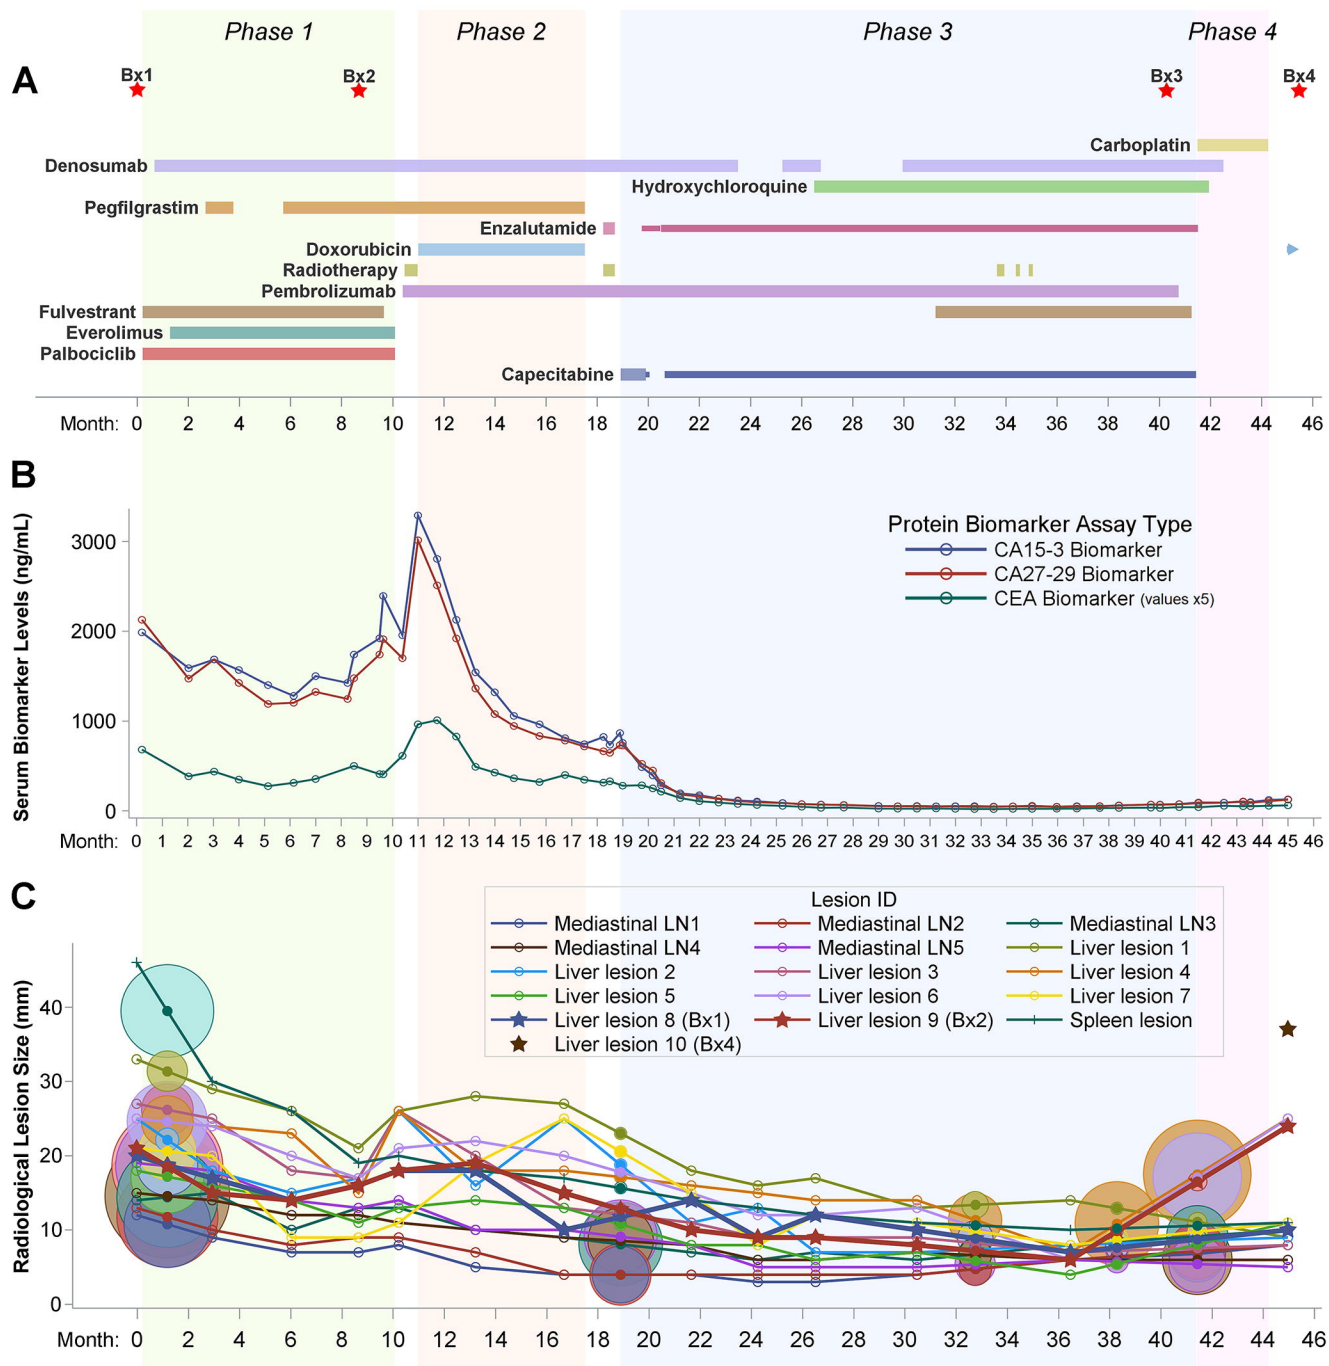 Phase 1 Phase 2 Phase 3 Phase 4
A
Bx1 Bx2 Bx3 Bx4
Carboplatin
Denosumab
Hydroxychloroquine
Pegfilgrastim
Enzalutamide
Doxorubicin
Radiotherapy
Pembrolizumab
Fulvestrant
Everolimus
Palbociclib
Capecitabine
Month: 0 2 4 6 8 10 12 14 16 18 20 22 24 26 28 30 32 34 36 38 40 42 44 46
B
Serum Biomarker Levels (ng/mL)
3000
2000
1000
0
Protein Biomarker Assay Type
CA15-3 Biomarker
CA27-29 Biomarker
CEA Biomarker (values x5)
Month: 0 1 2 3 4 5 6 7 8 9 10 11 12 13 14 15 16 17 18 19 20 21 22 23 24 25 26 27 28 29 30 31 32 33 34 35 36 37 38 39 40 41 42 43 44 45 46
C
Lesion ID
Mediastinal LN1 Mediastinal LN2 Mediastinal LN3
Mediastinal LN4 Mediastinal LN5 Liver lesion 1
Liver lesion 2 Liver lesion 3 Liver lesion 4
Liver lesion 5 Liver lesion 6 Liver lesion 7
Liver lesion 8 (Bx1) Liver lesion 9 (Bx2) Spleen lesion
Liver lesion 10 (Bx4)
Radiological Lesion Size (mm)
40
30
20
10
0
Month: 0 2 4 6 8 10 12 14 16 18 20 22 24 26 28 30 32 34 36 38 40 42 44 46